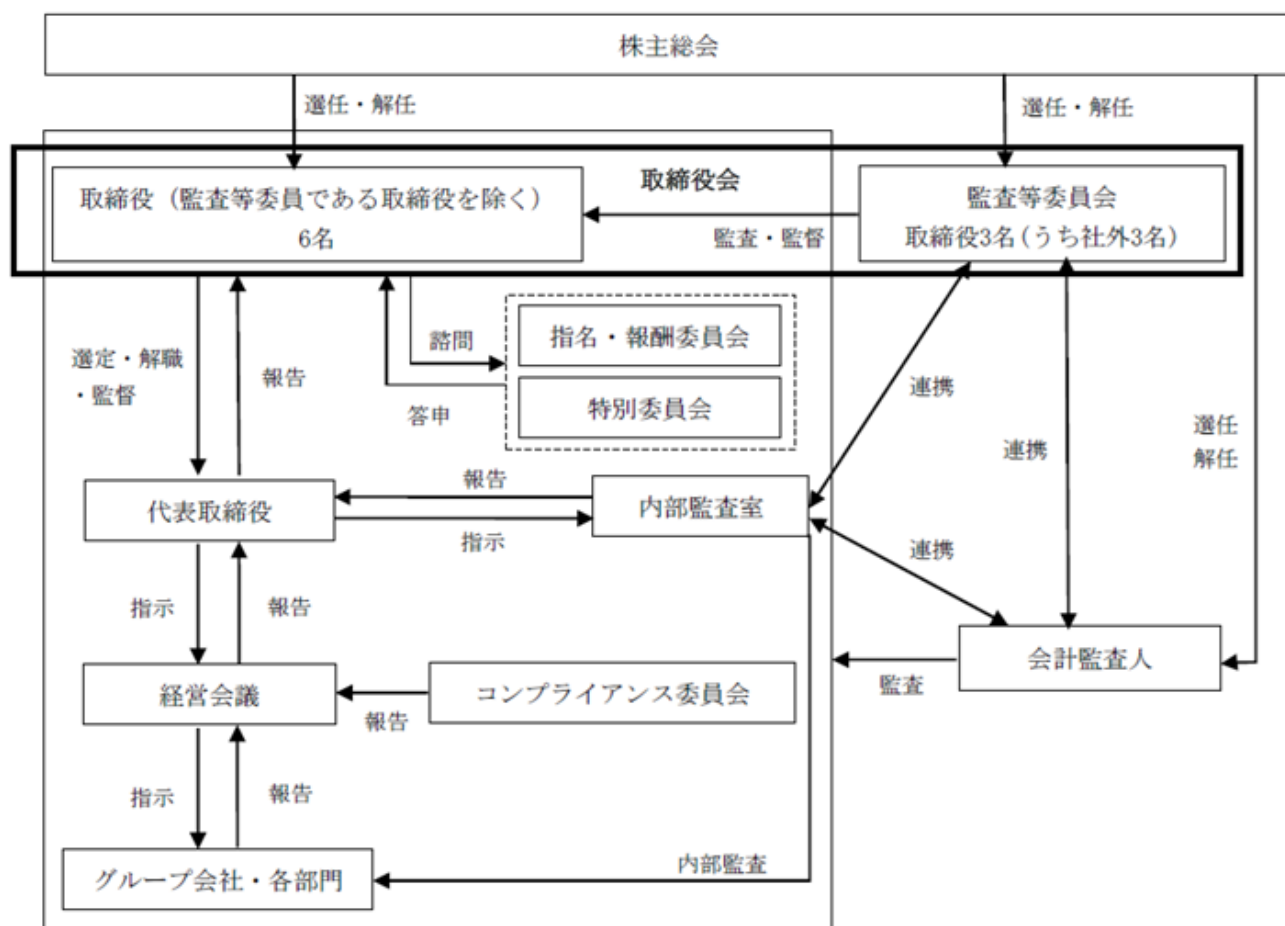 株主総会
選任・解任
選任・解任
取締役会
取締役（監査等委員である取締役を除く）
6名
監査等委員会
取締役3名(うち社外3名)
監査・監督
選定・解職
・監督
報告
諮問
答申
指名・報酬委員会
特別委員会
連携
連携
選任
解任
代表取締役
報告
指示
内部監査室
連携
指示
報告
会計監査人
監査
経営会議
報告
コンプライアンス委員会
指示
報告
内部監査
グループ会社・各部門